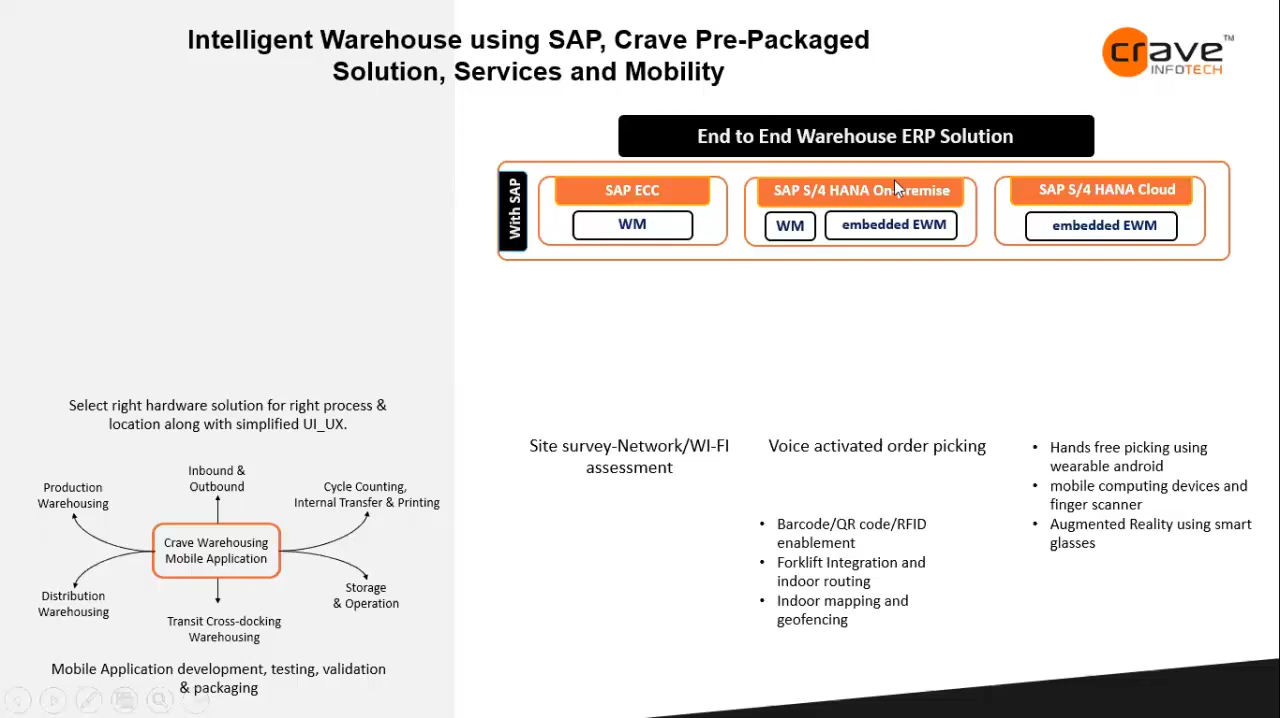 Intelligent Warehouse using SAP, Crave Pre-Packaged
Solution, Services and Mobility
crave™
INFOTECH
End to End Warehouse ERP Solution
With SAP
SAP ECC
WM
SAP S/4 HANA On remise
WM
embedded EWM
SAP S/4 HANA Cloud
embedded EWM
Select right hardware solution for right process &
location along with simplified UI_UX.
Inbound &
Outbound
Production
Warehousing
Cycle Counting,
Internal Transfer & Printing
Crave Warehousing
Mobile Application
Distribution
Warehousing
Storage
& Operation
Transit Cross-docking
Warehousing
Mobile Application development, testing, validation
& packaging
Site survey-Network/WI-FI
assessment
Voice activated order picking
• Barcode/QR code/RFID
enablement
• Forklift Integration and
indoor routing
• Indoor mapping and
geofencing
• Hands free picking using
wearable android
• mobile computing devices and
finger scanner
• Augmented Reality using smart
glasses